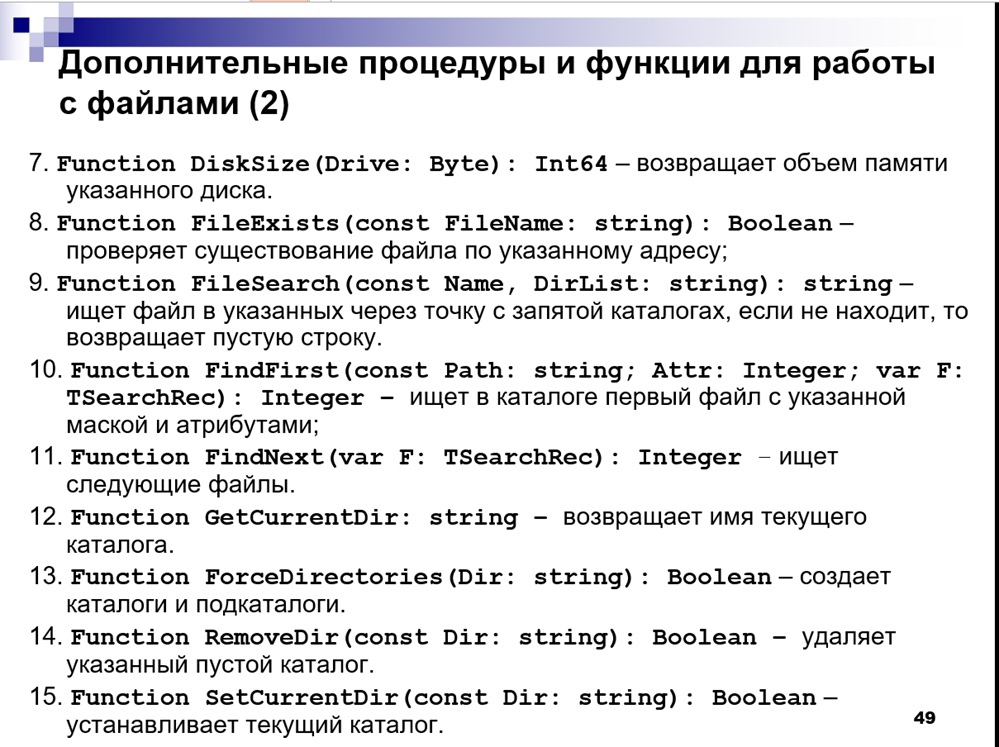 Дополнительные процедуры и функции для работы
с файлами (2)
7. Function DiskSize(Drive: Byte): Int64 – возвращает объем памяти
указанного диска.
8. Function FileExists(const FileName: string): Boolean –
проверяет существование файла по указанному адресу;
9. Function FileSearch(const Name, DirList: string): string –
ищет файл в указанных через точку с запятой каталогах, если не находит, то
возвращает пустую строку.
10. Function FindFirst(const Path: string; Attr: Integer; var F:
TSearchRec): Integer – ищет в каталоге первый файл с указанной
маской и атрибутами;
11. Function FindNext(var F: TSearchRec): Integer – ищет
следующие файлы.
12. Function GetCurrentDir: string – возвращает имя текущего
каталога.
13. Function ForceDirectories(Dir: string): Boolean – создает
каталоги и подкаталоги.
14. Function RemoveDir(const Dir: string): Boolean – удаляет
указанный пустой каталог.
15. Function SetCurrentDir(const Dir: string): Boolean –
устанавливает текущий каталог.
49